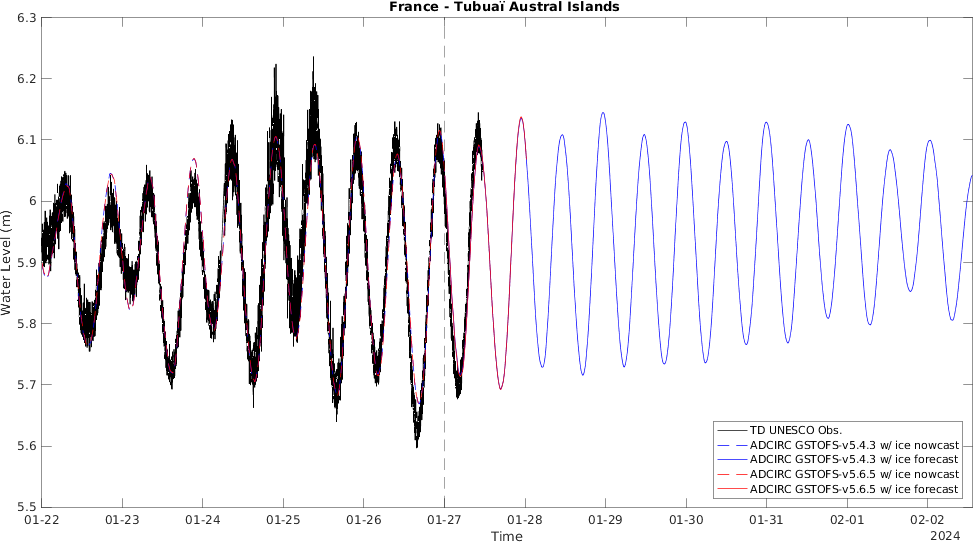 France - Tubuaï Austral Islands
6.3
6.2
6.1
6
5.9
5.8
5.7
5.6
5.5
Water Level (m)
TD UNESCO Obs.
ADCIRC GSTOFS-v5.4.3 w/ ice nowcast
ADCIRC GSTOFS-v5.4.3 w/ ice forecast
ADCIRC GSTOFS-v5.6.5 w/ ice nowcast
ADCIRC GSTOFS-v5.6.5 w/ ice forecast
01-22 01-23 01-24 01-25 01-26 01-27 01-28 01-29 01-30 01-31 02-01 02-02
Time
2024